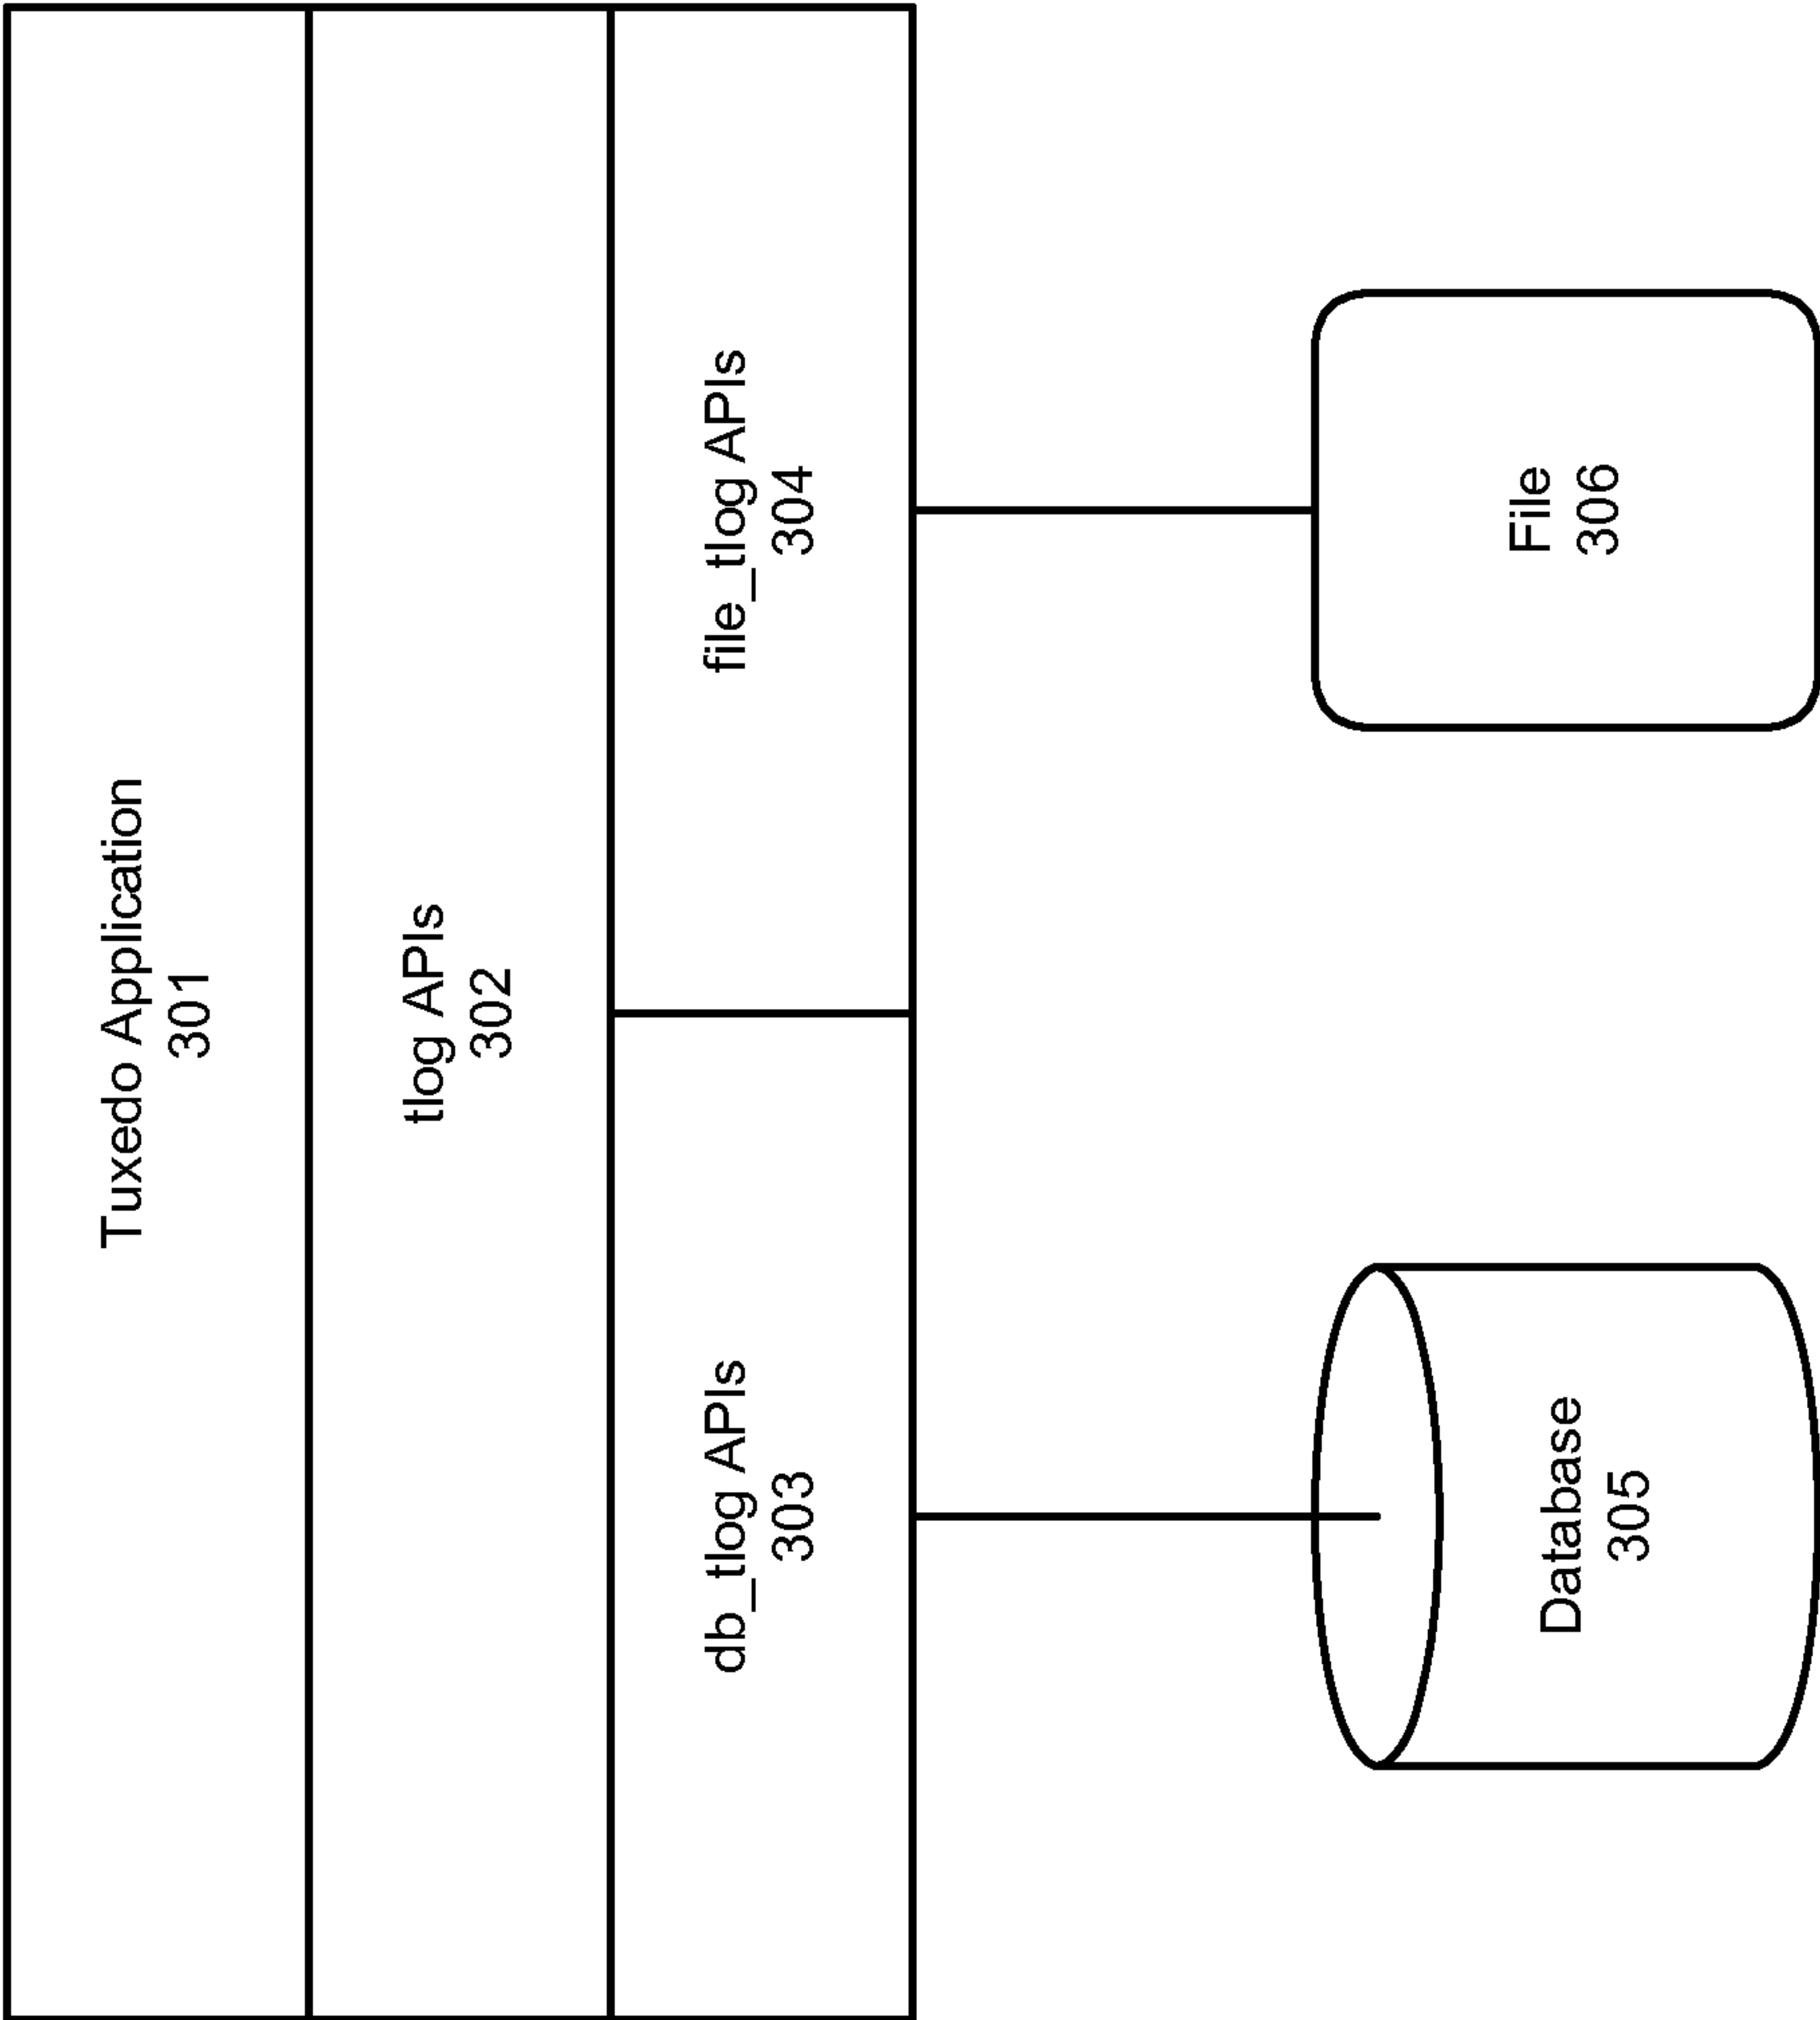 Tuxedo Application
301
tlog APIs
302
db_tlog APIs
303
file_tlog APIs
304
Database
305
File
306